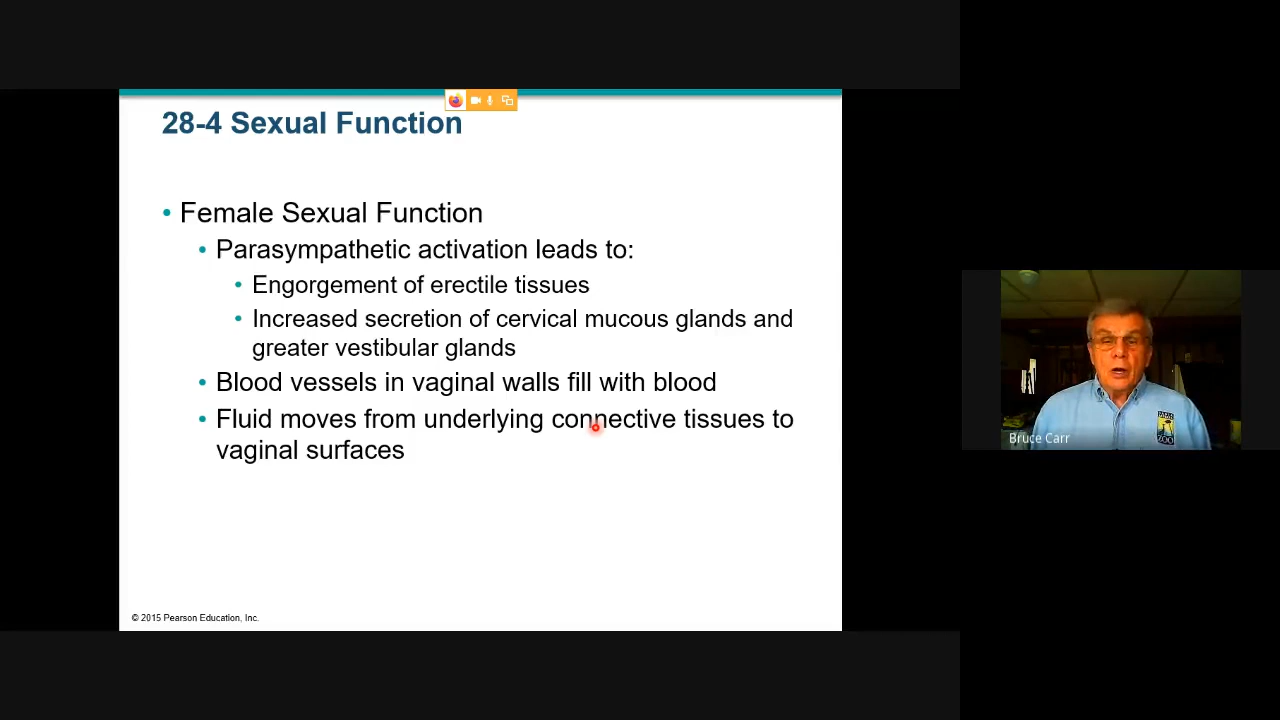 28-4 Sexual Function
• Female Sexual Function
• Parasympathetic activation leads to:
• Engorgement of erectile tissues
• Increased secretion of cervical mucous glands and
greater vestibular glands
• Blood vessels in vaginal walls fill with blood
• Fluid moves from underlying connective tissues to
vaginal surfaces
© 2015 Pearson Education, Inc.
Bruce Carr
ZOO